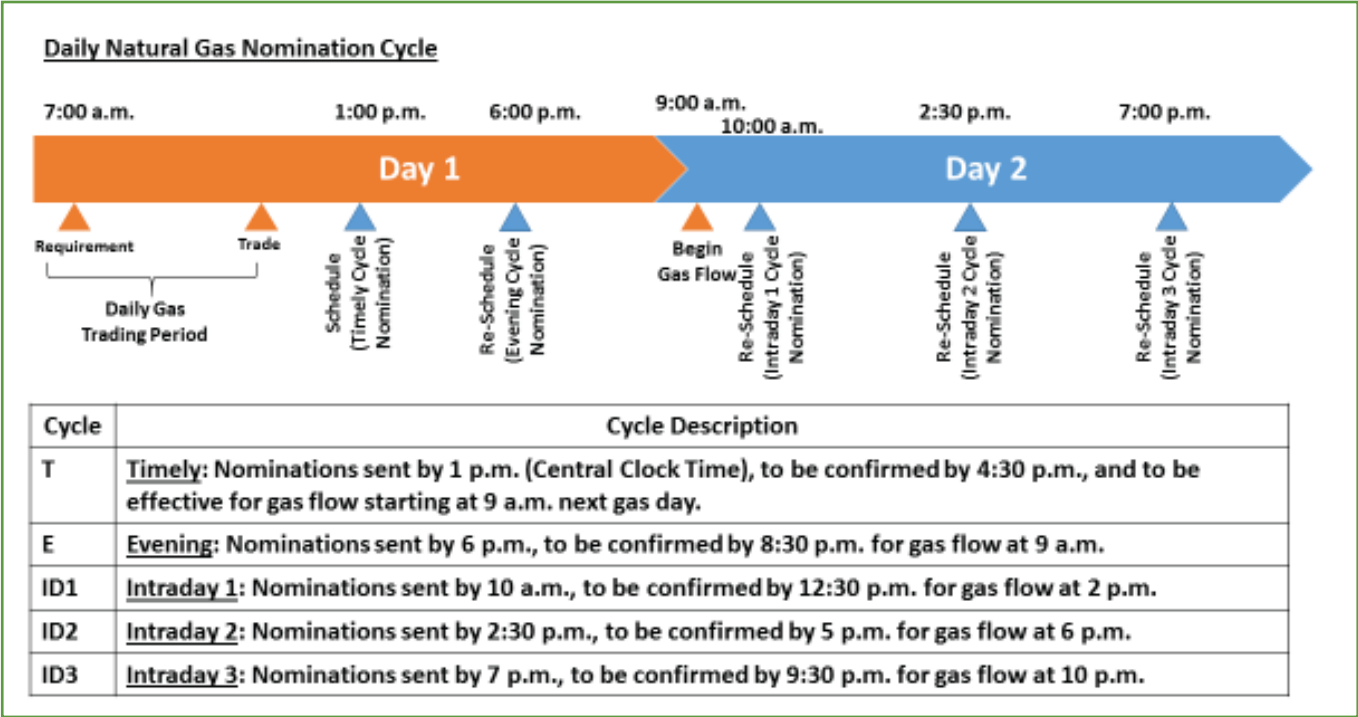 Daily Natural Gas Nomination Cycle
7:00 a.m.
1:00 p.m.
6:00 p.m.
9:00 a.m.
10:00 a.m.
2:30 p.m.
7:00 p.m.
Day 1
Day 2
Requirement
Trade
Daily Gas
Trading Period
Schedule
(Timely Cycle
Nomination)
Re-Schedule
(Evening Cycle
Nomination)
Begin
Gas Flow
Re-Schedule
(Intraday 1 Cycle
Nomination)
Re-Schedule
(Intraday 2 Cycle
Nomination)
Re-Schedule
(Intraday 3 Cycle
Nomination)
Cycle Cycle Description
T Timely: Nominations sent by 1 p.m. (Central Clock Time), to be confirmed by 4:30 p.m., and to be
effective for gas flow starting at 9 a.m. next gas day.
E Evening: Nominations sent by 6 p.m., to be confirmed by 8:30 p.m. for gas flow at 9 a.m.
ID1 Intraday 1: Nominations sent by 10 a.m., to be confirmed by 12:30 p.m. for gas flow at 2 p.m.
ID2 Intraday 2: Nominations sent by 2:30 p.m., to be confirmed by 5 p.m. for gas flow at 6 p.m.
ID3 Intraday 3: Nominations sent by 7 p.m., to be confirmed by 9:30 p.m. for gas flow at 10 p.m.